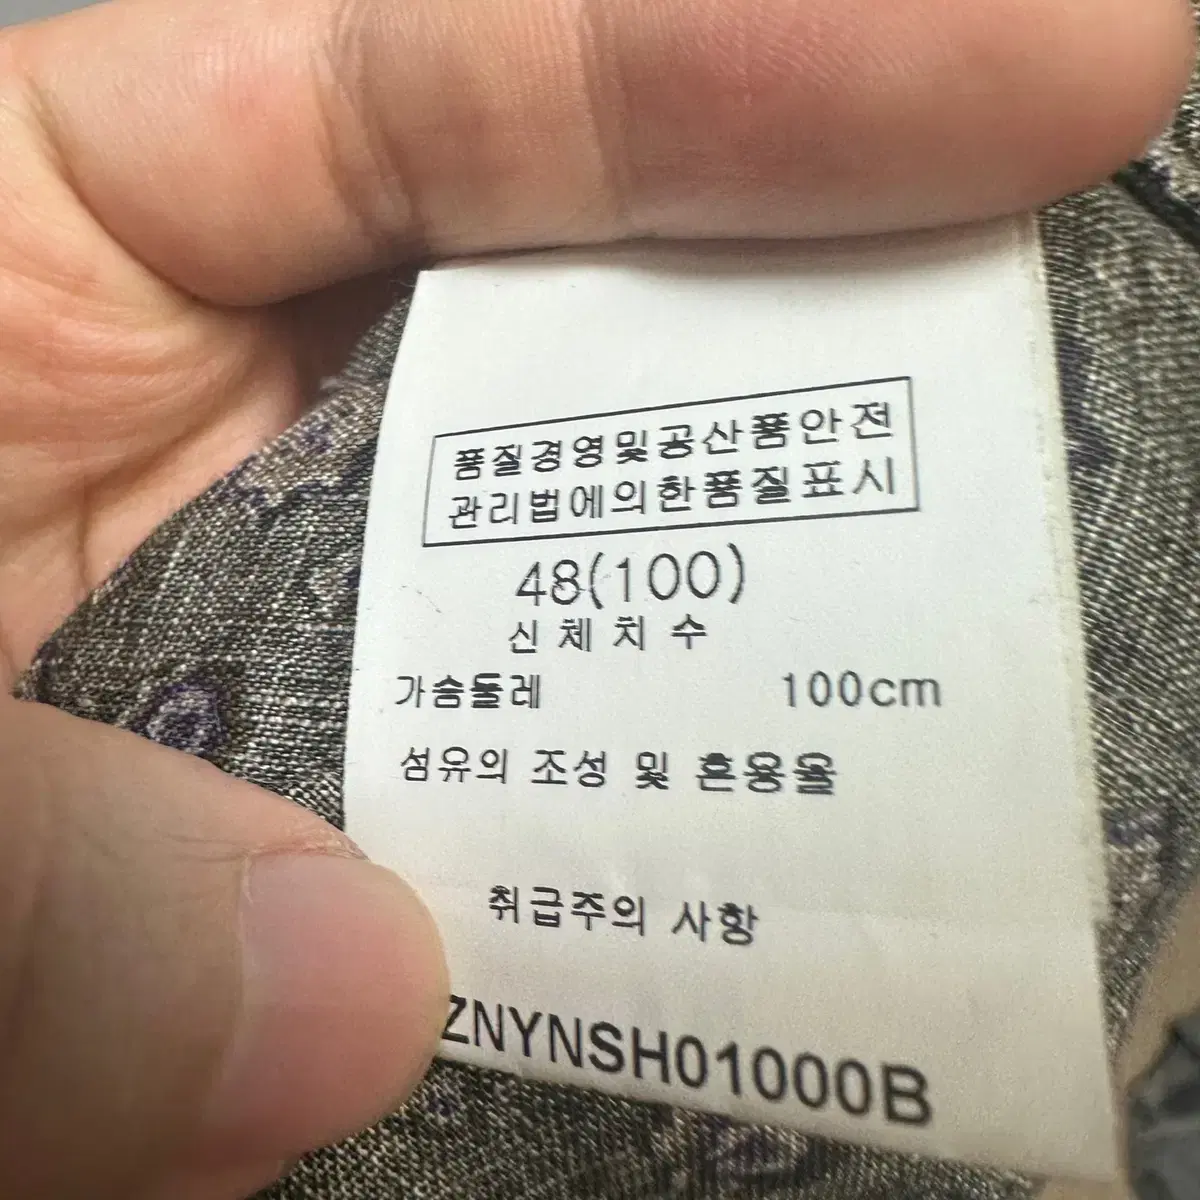 품질경영및공산품안전
관리법에의한품질표시
48(100)
신체치수
가슴둘레 100cm
섬유의 조성 및 혼용율
취급주의 사항
ZNYNSH01000B